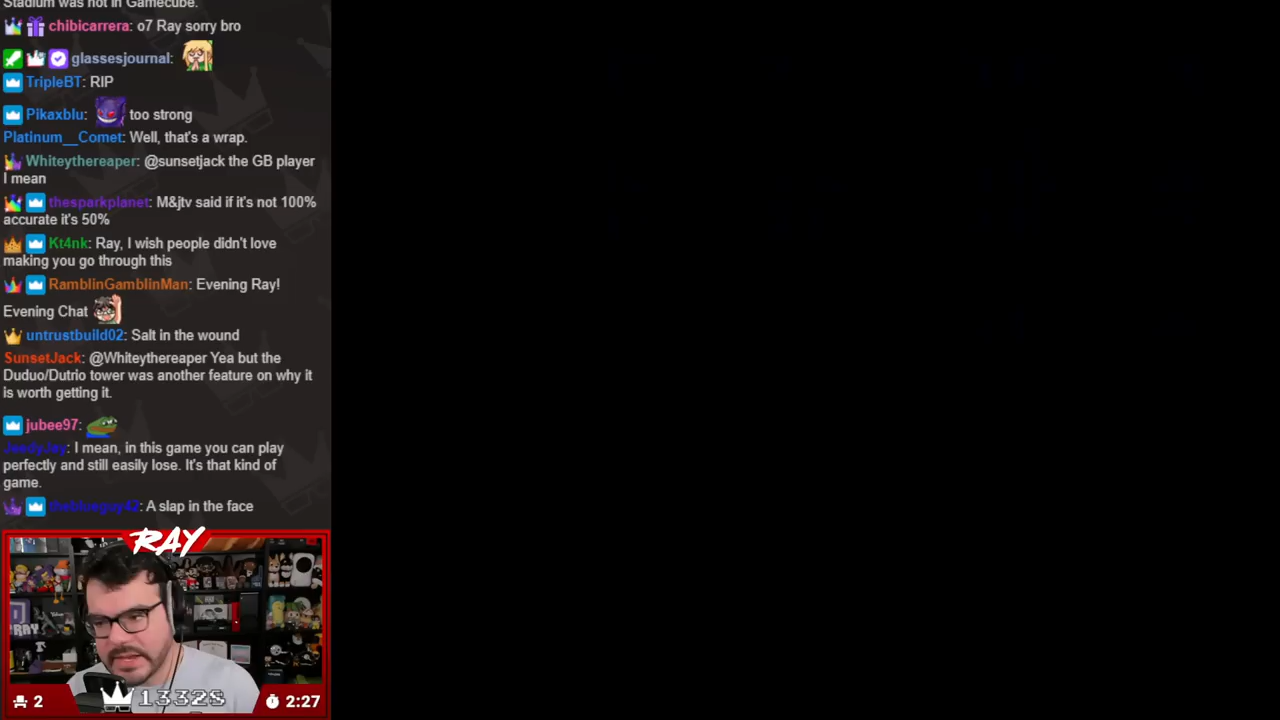 Stadium was not in Gamecube.
chibicarrera: o7 Ray sorry bro
glassesjournal:
TripleBT: RIP
Pikaxblu: too strong
Platinum__Comet: Well, that's a wrap.
Whiteythereaper: @sunsetjack the GB player
I mean
thesparkplanet: M&jtv said if it's not 100%
accurate it's 50%
Kt4nk: Ray, I wish people didn't love
making you go through this
RamblinGamblinMan: Evening Ray!
Evening Chat
untrustbuild02: Salt in the wound
SunsetJack: @Whiteythereaper Yea but the
Duduo/Dutrio tower was another feature on why it
is worth getting it.
jubee97:
JeedyJay: I mean, in this game you can play
perfectly and still easily lose. It's that kind of
game.
theblueguy42: A slap in the face
RAY
2
13328
2:27